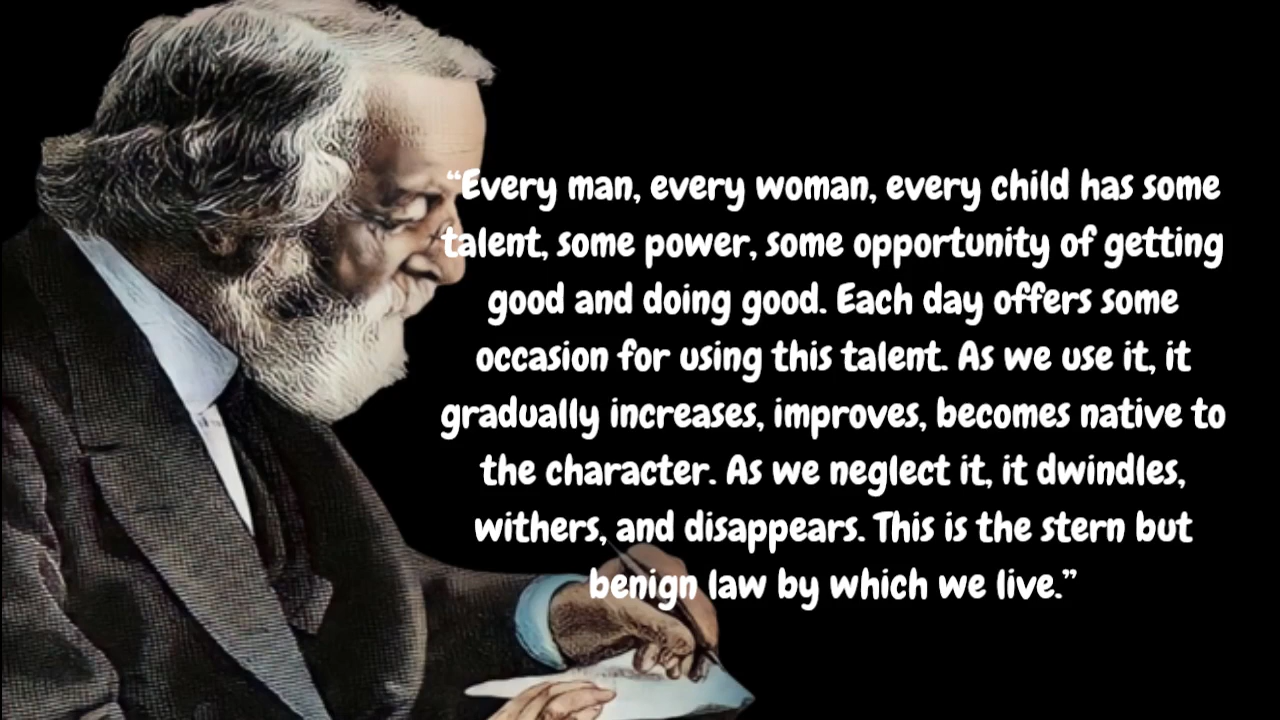 “Every man, every woman, every child has some
talent, some power, some opportunity of getting
good and doing good. Each day offers some
occasion for using this talent. As we use it, it
gradually increases, improves, becomes native to
the character. As we neglect it, it dwindles,
withers, and disappears. This is the stern but
benign law by which we live.”